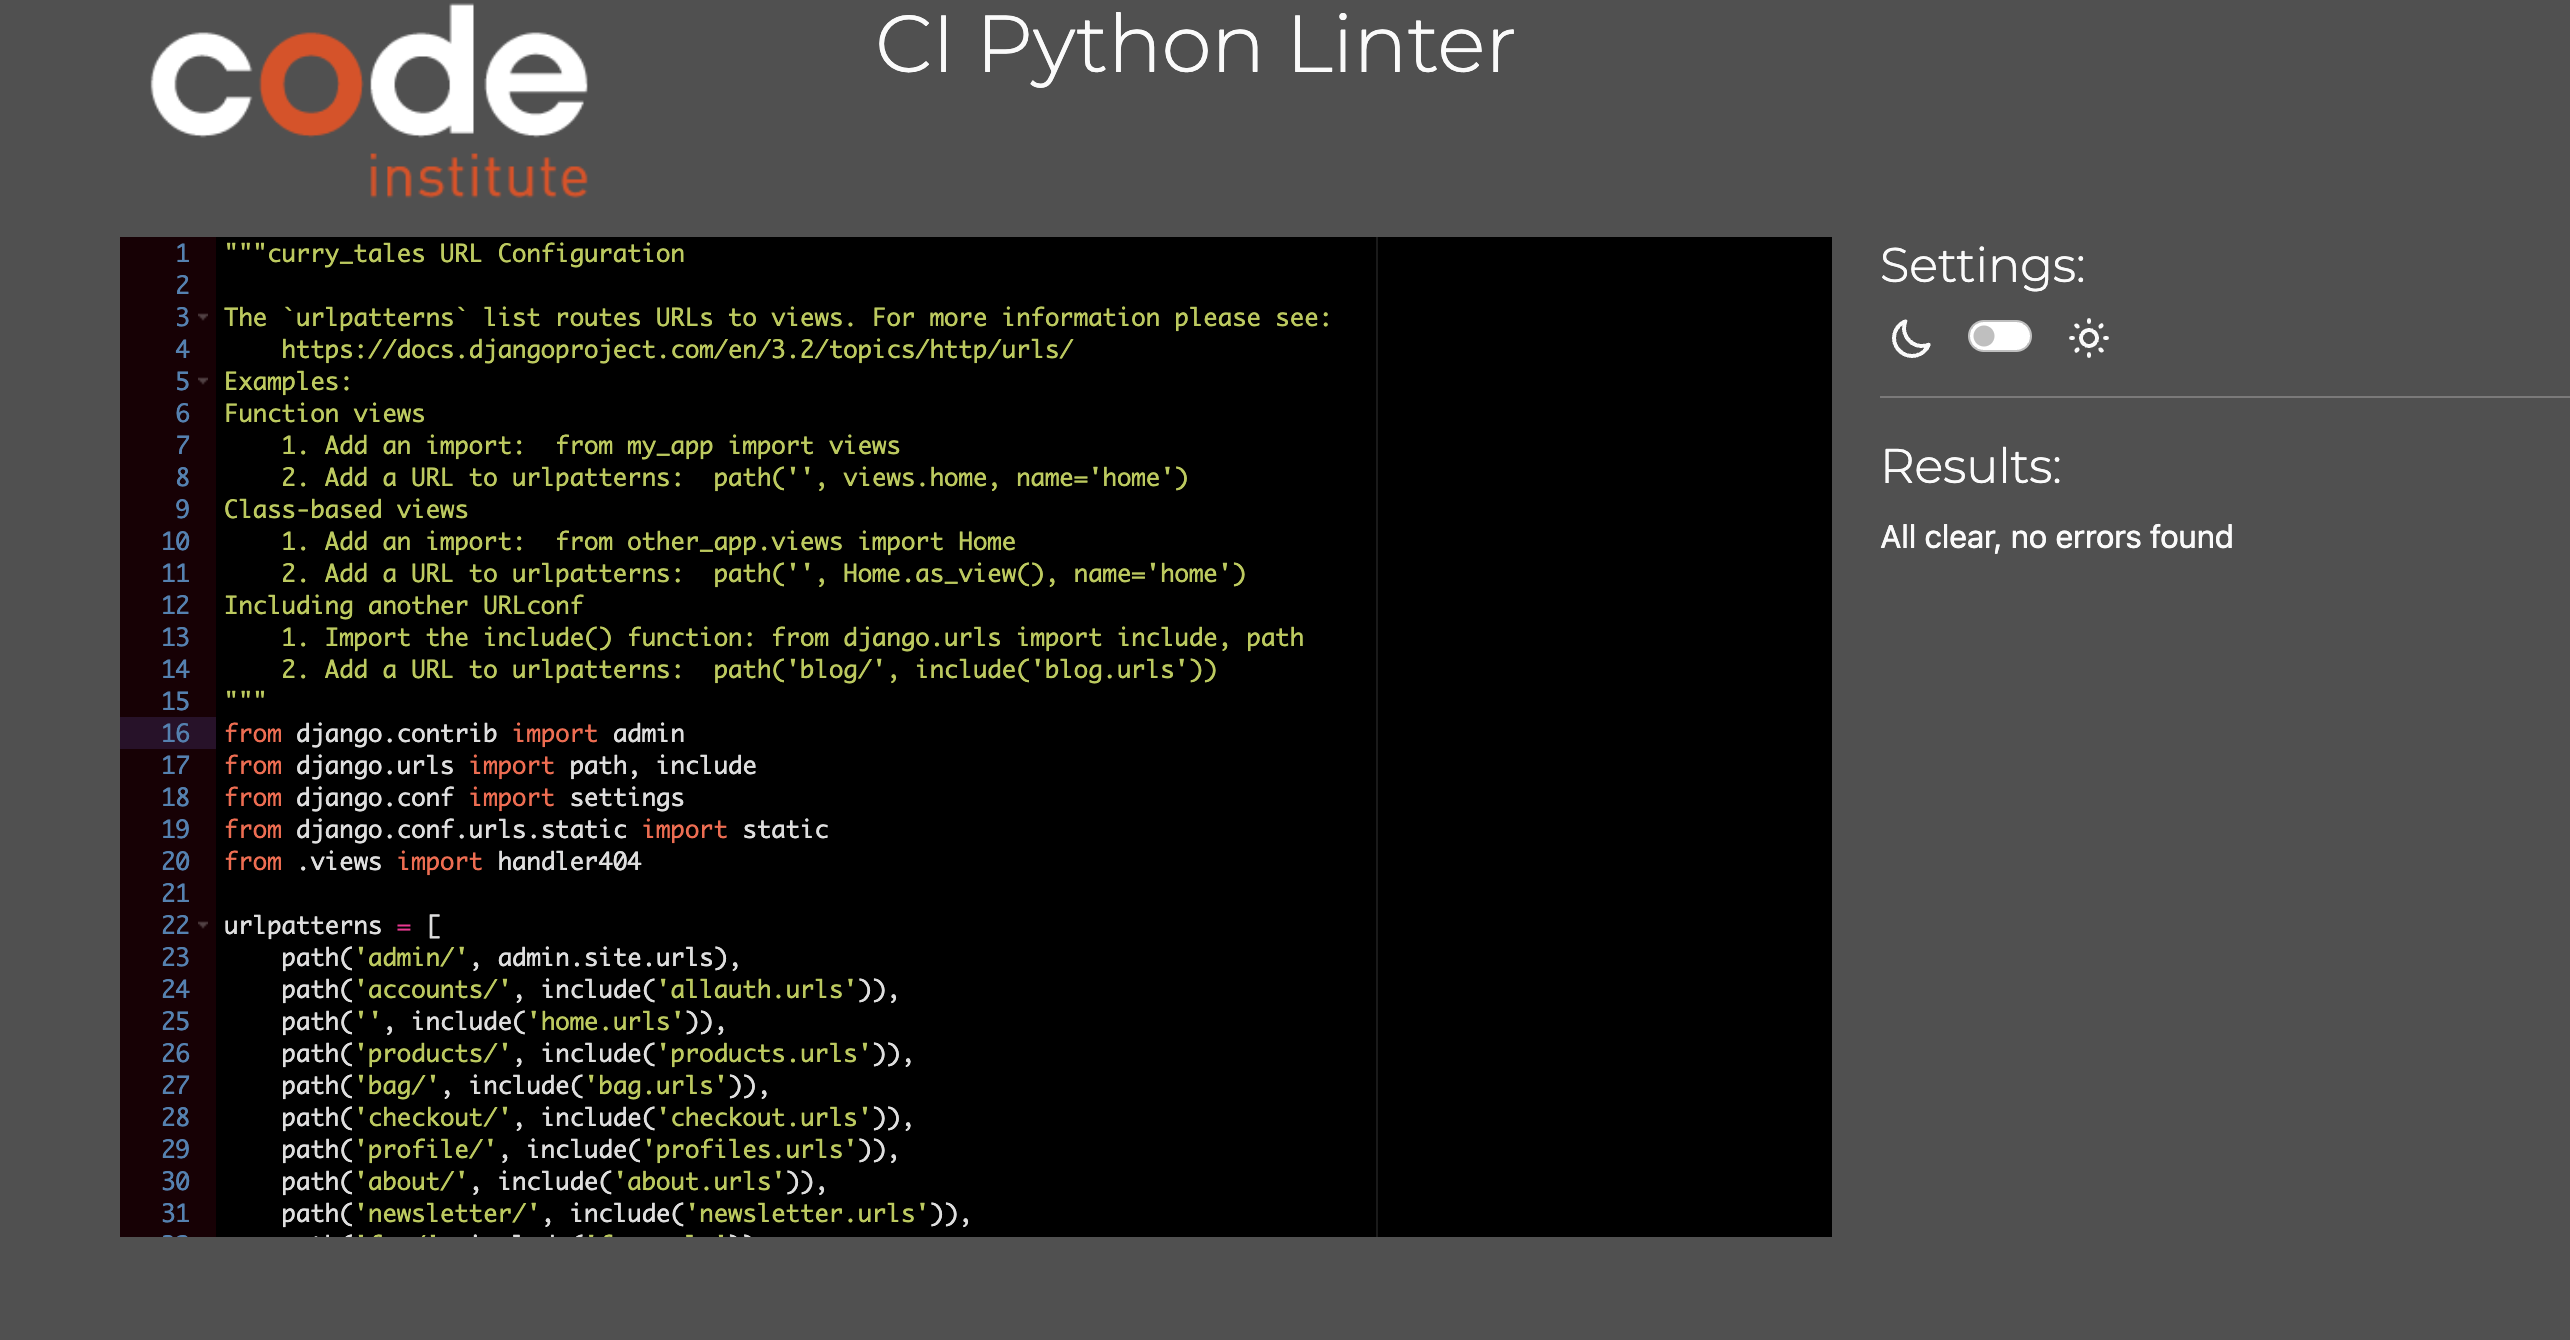 code
institute
CI Python Linter
1 """curry_tales URL Configuration
2
3 The `urlpatterns` list routes URLs to views. For more information please see:
4     https://docs.djangoproject.com/en/3.2/topics/http/urls/
5 Examples:
6 Function views
7     1. Add an import:  from my_app import views
8     2. Add a URL to urlpatterns:  path('', views.home, name='home')
9 Class-based views
10     1. Add an import:  from other_app.views import Home
11     2. Add a URL to urlpatterns:  path('', Home.as_view(), name='home')
12 Including another URLconf
13     1. Import the include() function: from django.urls import include, path
14     2. Add a URL to urlpatterns:  path('blog/', include('blog.urls'))
15 """
16 from django.contrib import admin
17 from django.urls import path, include
18 from django.conf import settings
19 from django.conf.urls.static import static
20 from .views import handler404
21
22 urlpatterns = [
23     path('admin/', admin.site.urls),
24     path('accounts/', include('allauth.urls')),
25     path('', include('home.urls')),
26     path('products/', include('products.urls')),
27     path('bag/', include('bag.urls')),
28     path('checkout/', include('checkout.urls')),
29     path('profile/', include('profiles.urls')),
30     path('about/', include('about.urls')),
31     path('newsletter/', include('newsletter.urls')),
Settings:
Results:
All clear, no errors found